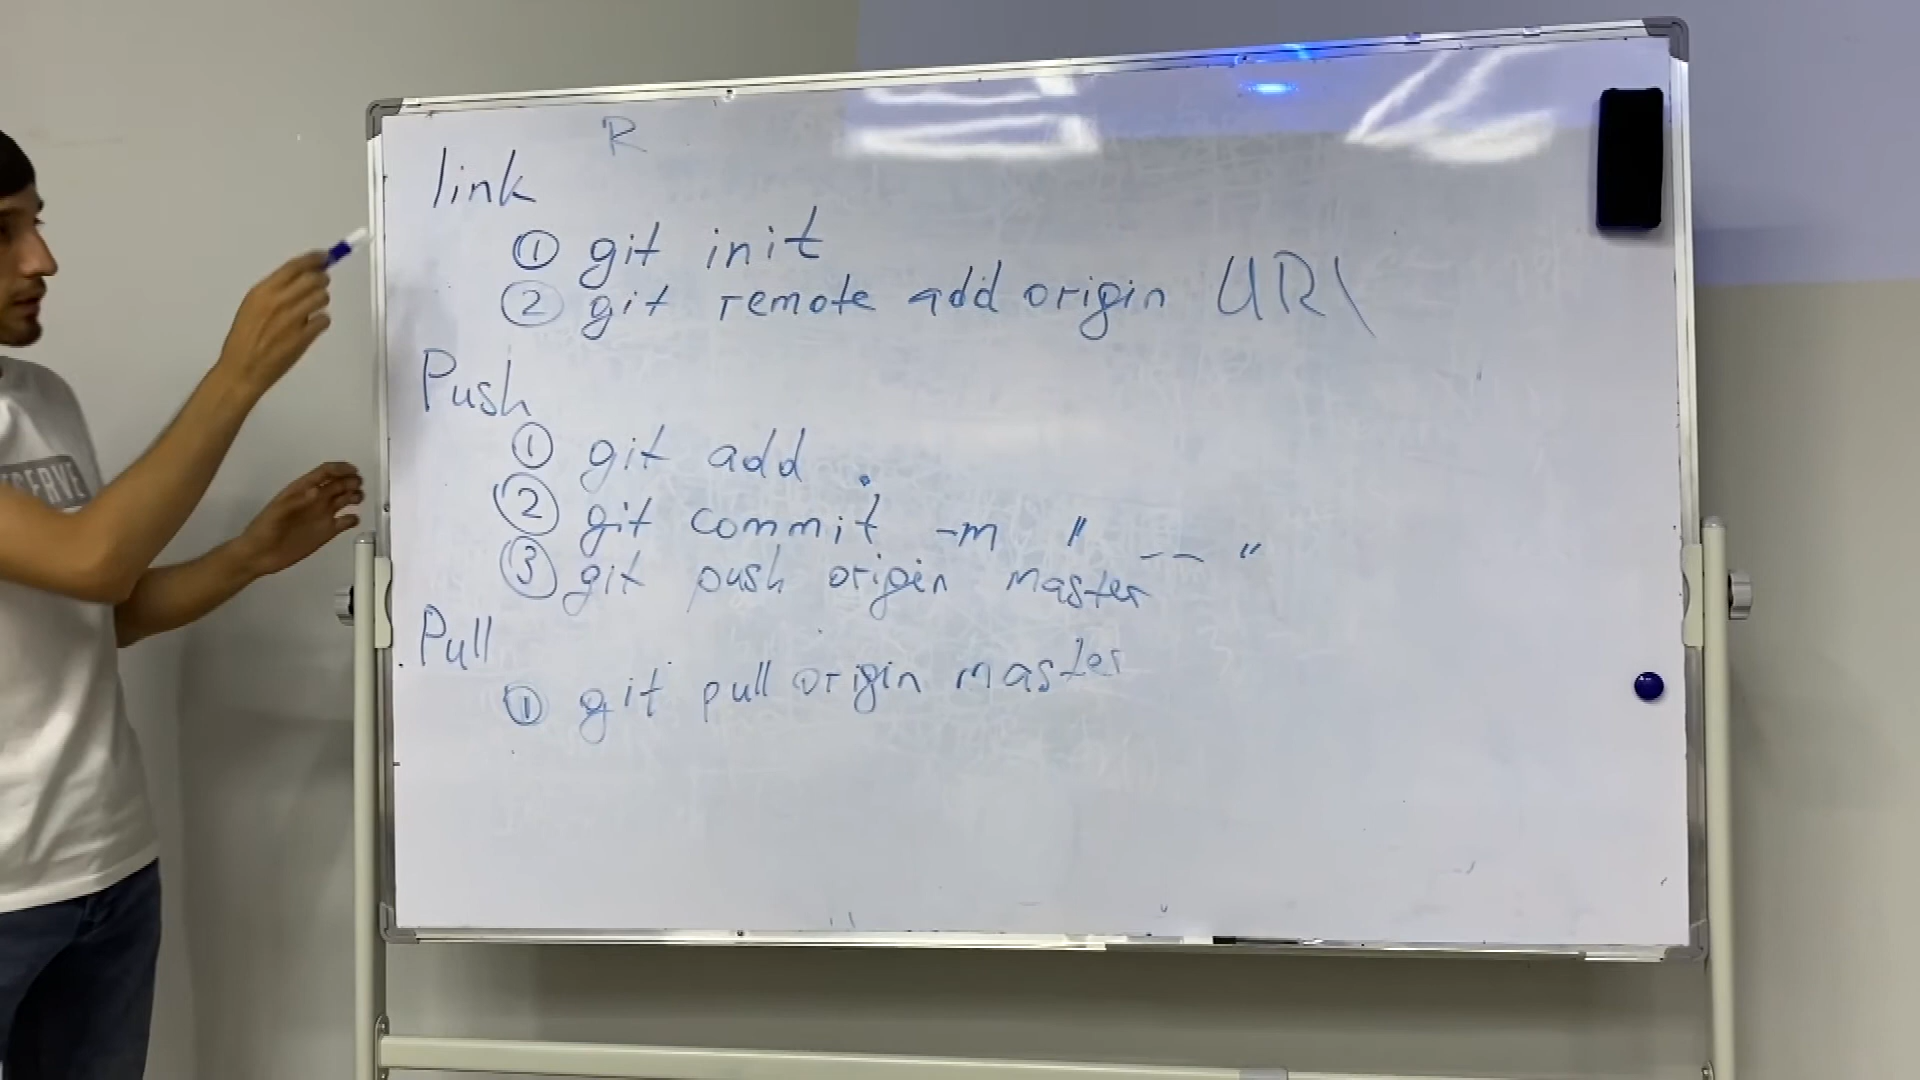 R
link
① git init
② git remote add origin URl
Push
① git add .
② git commit -m " -- "
③ git push origin master
Pull
① git pull origin master